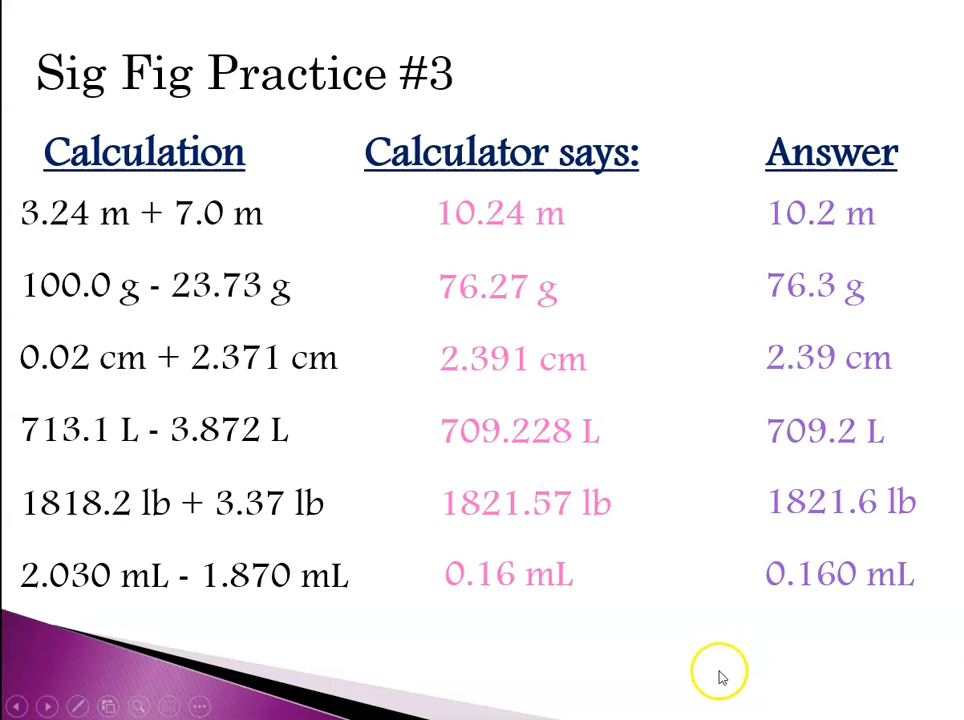 Sig Fig Practice #3
Calculation Calculator says: Answer
3.24 m + 7.0 m 10.24 m 10.2 m
100.0 g - 23.73 g 76.27 g 76.3 g
0.02 cm + 2.371 cm 2.391 cm 2.39 cm
713.1 L - 3.872 L 709.228 L 709.2 L
1818.2 lb + 3.37 lb 1821.57 lb 1821.6 lb
2.030 mL - 1.870 mL 0.16 mL 0.160 mL